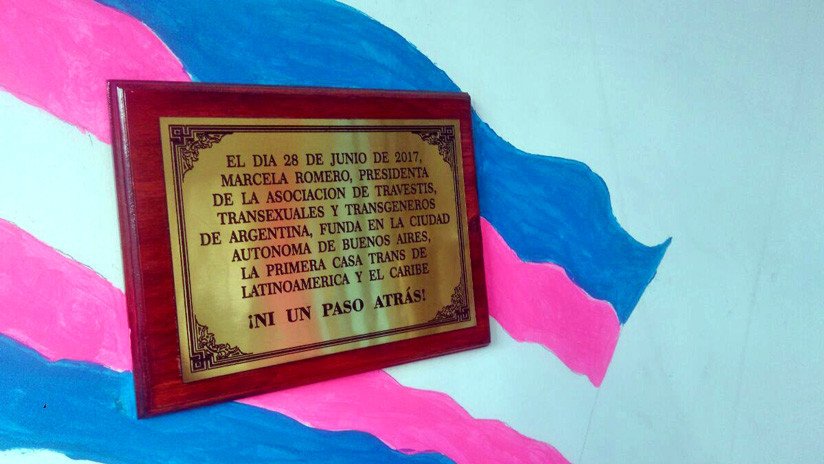 EL DIA 28 DE JUNIO DE 2017,
MARCELA ROMERO, PRESIDENTA
DE LA ASOCIACION DE TRAVESTIS,
TRANSEXUALES Y TRANSGENEROS
DE ARGENTINA, FUNDA EN LA CIUDAD
AUTONOMA DE BUENOS AIRES,
LA PRIMERA CASA TRANS DE
LATINOAMERICA Y EL CARIBE
¡NI UN PASO ATRÁS!